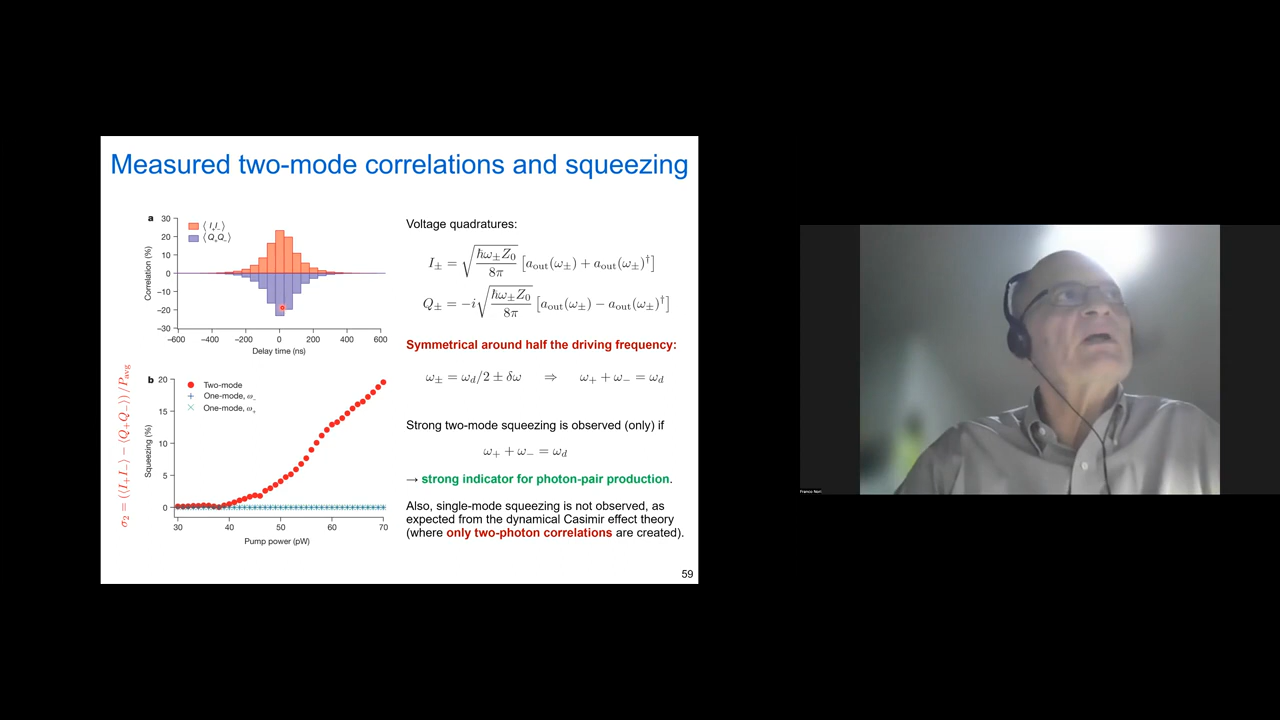 Measured two-mode correlations and squeezing
a
30
20
10
0
−10
−20
−30
Correlation (%)
⟨I₊I₋⟩
⟨Q₊Q₋⟩
−600 −400 −200 0 200 400 600
Delay time (ns)
σ₂ = (⟨I₊I₋⟩ − ⟨Q₊Q₋⟩) / P_avg
b
20
15
10
5
0
Squeezing (%)
Two-mode
One-mode, ω₋
One-mode, ω₊
30 40 50 60 70
Pump power (pW)
Voltage quadratures:
I± = √(ħω±Z₀/8π) [a_out(ω±) + a_out(ω±)†]
Q± = −i√(ħω±Z₀/8π) [a_out(ω±) − a_out(ω±)†]
Symmetrical around half the driving frequency:
ω± = ω_d/2 ± δω ⇒ ω₊ + ω₋ = ω_d
Strong two-mode squeezing is observed (only) if
ω₊ + ω₋ = ω_d
→ strong indicator for photon-pair production.
Also, single-mode squeezing is not observed, as
expected from the dynamical Casimir effect theory
(where only two-photon correlations are created).
59
Franco Nori